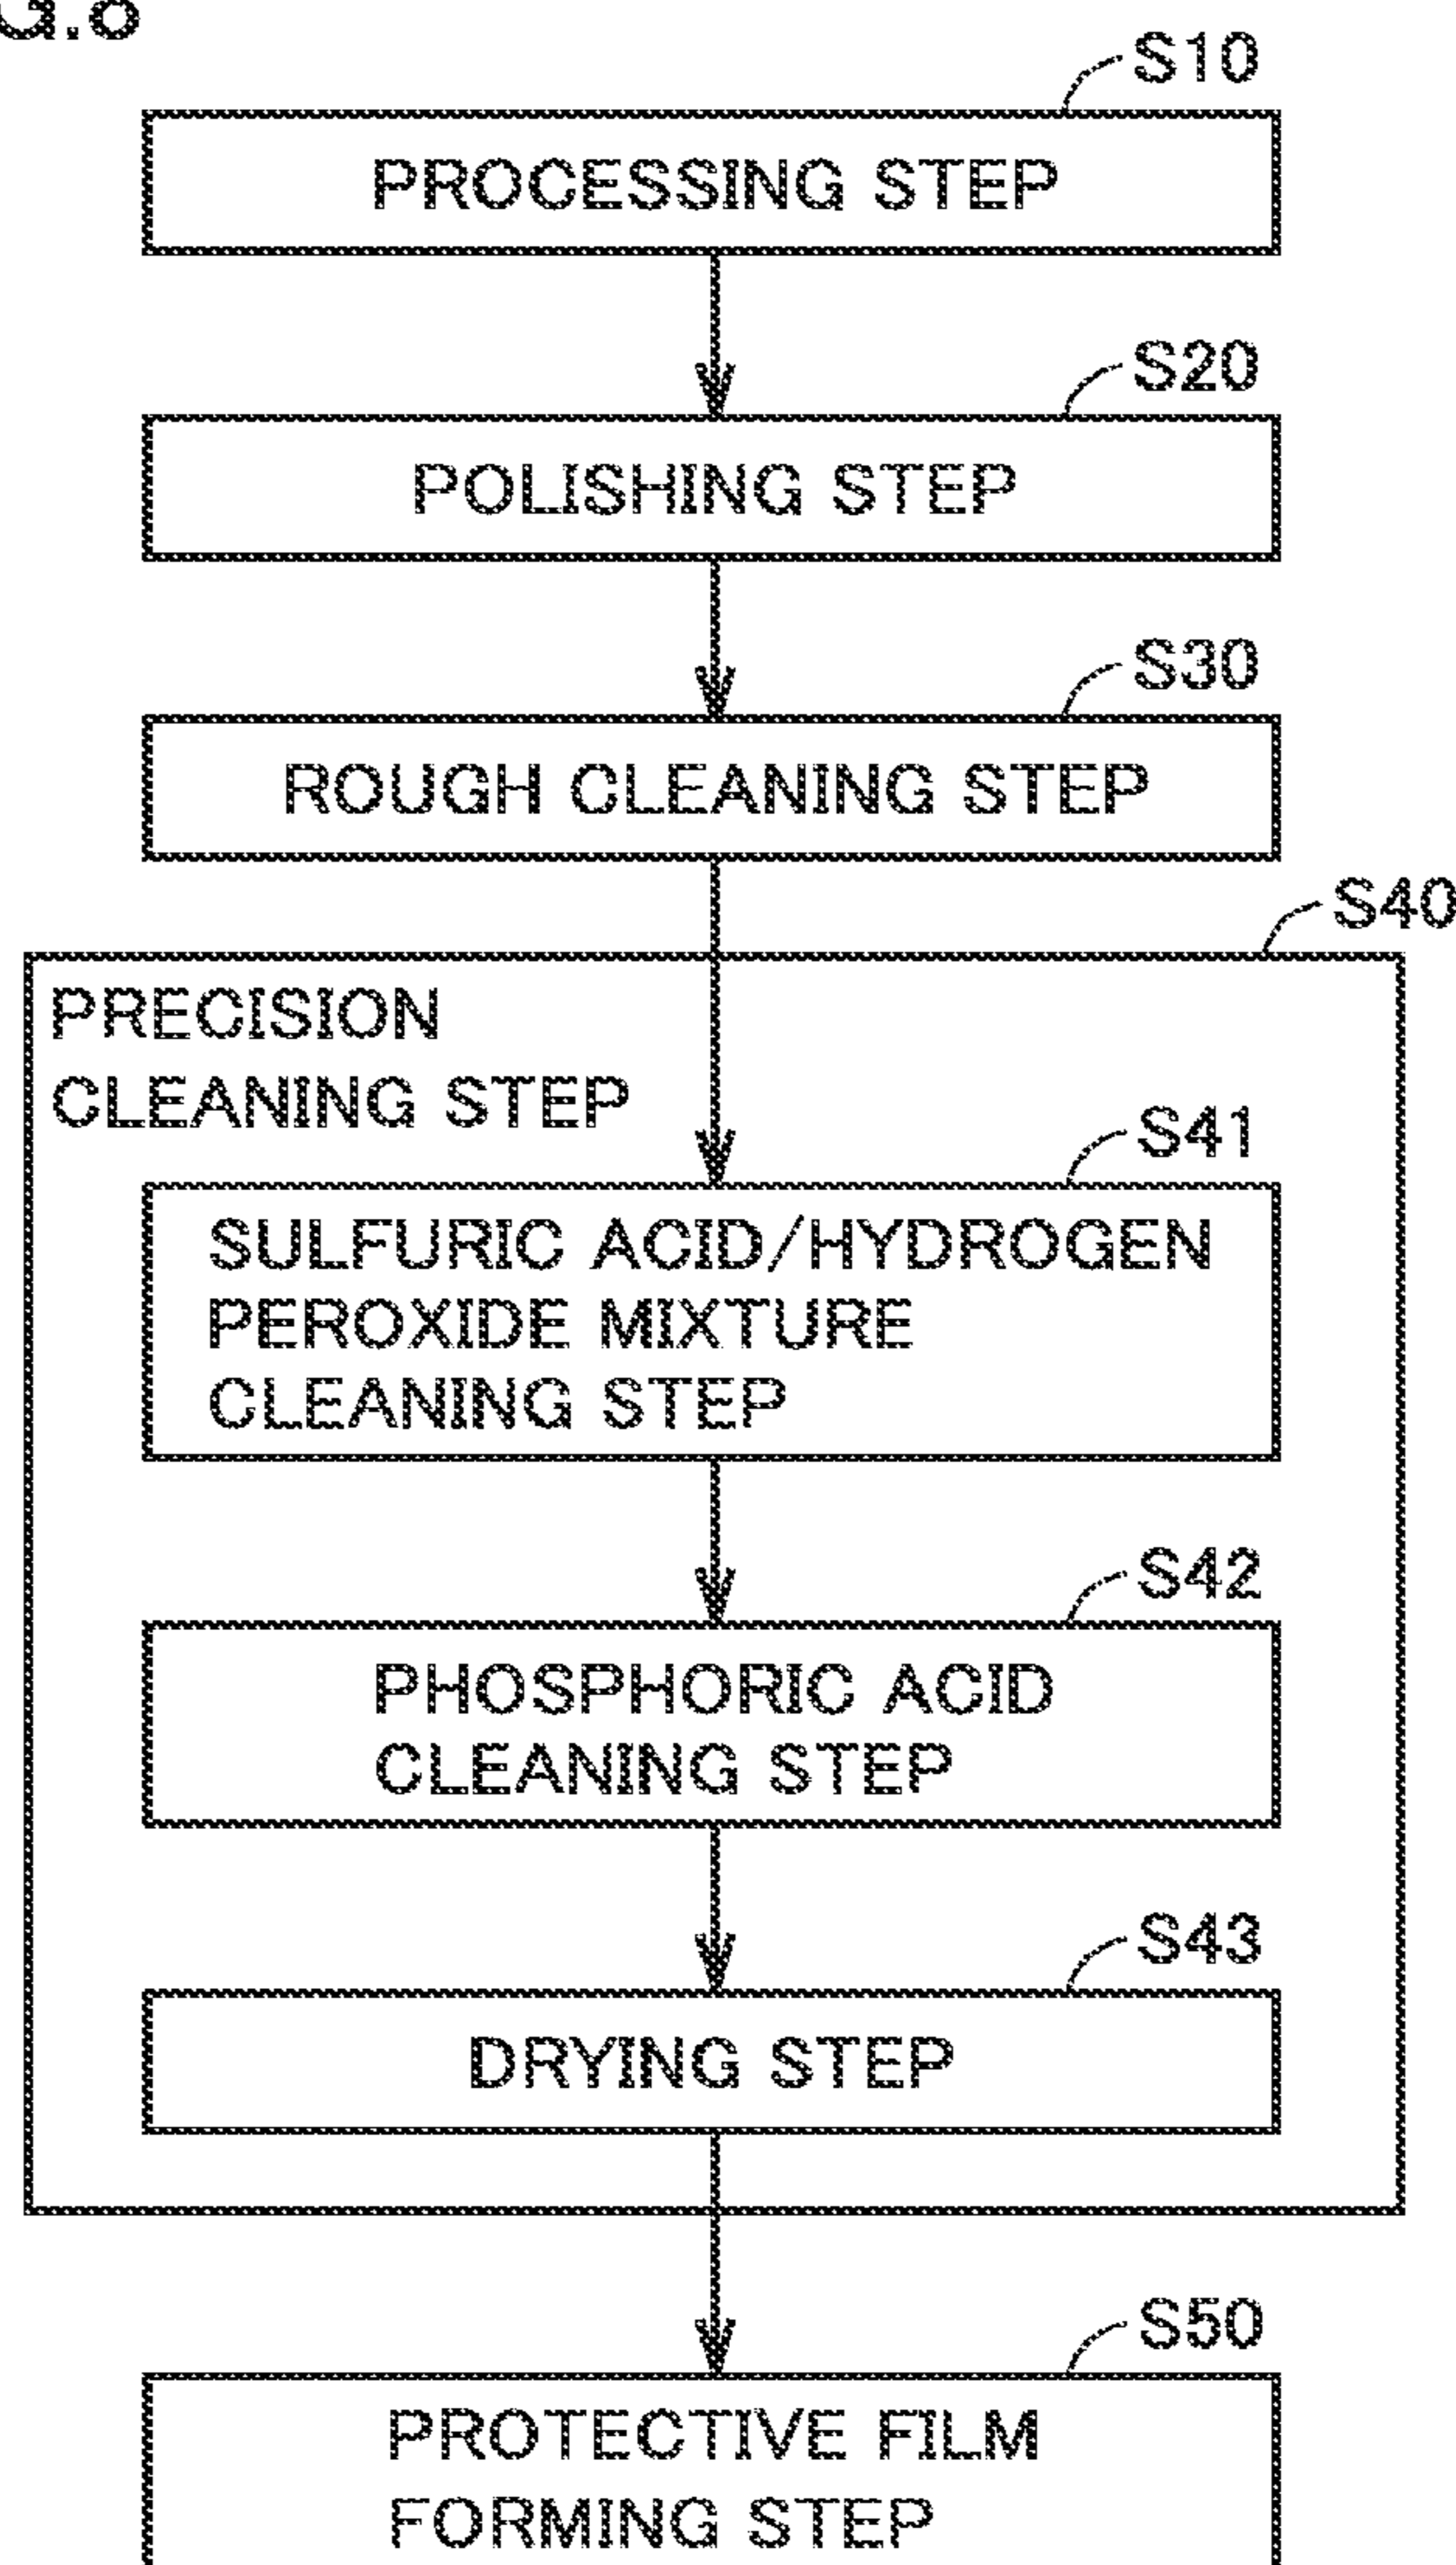 G.8
S10
PROCESSING STEP
S20
POLISHING STEP
S30
ROUGH CLEANING STEP
S40
PRECISION
CLEANING STEP
S41
SULFURIC ACID/HYDROGEN
PEROXIDE MIXTURE
CLEANING STEP
S42
PHOSPHORIC ACID
CLEANING STEP
S43
DRYING STEP
S50
PROTECTIVE FILM
FORMING STEP